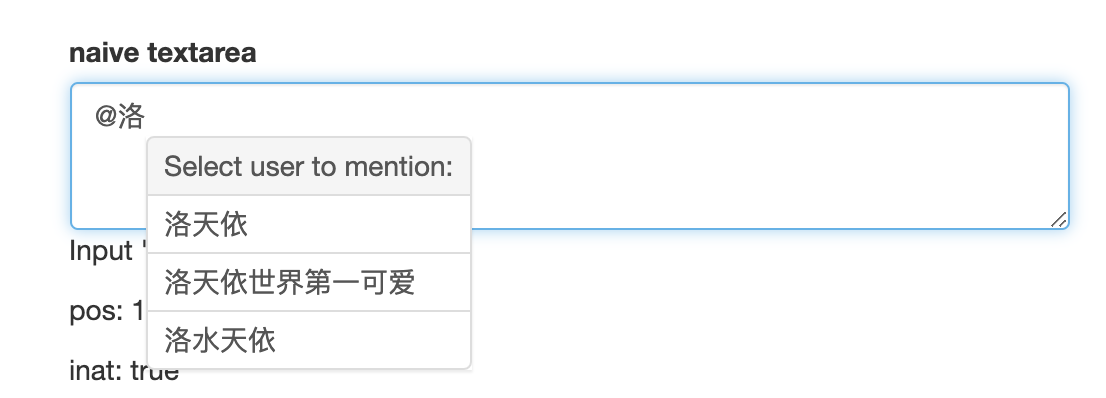 naive textarea
@洛
Select user to mention:
洛天依
Input '
洛天依世界第一可爱
pos: 1
洛水天依
inat: true